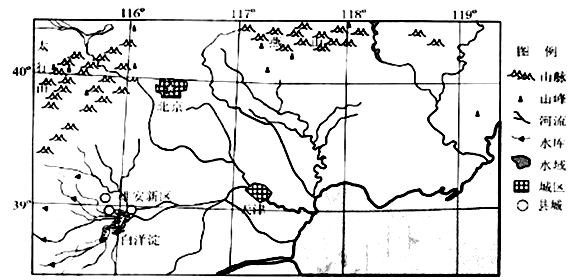 116°
117°
118°
119°
太
行
山
燕
山
40°
北京
39°
雄安新区
天津
白洋淀
图 例
山脉
山峰
河流
水库
水域
城区
县城